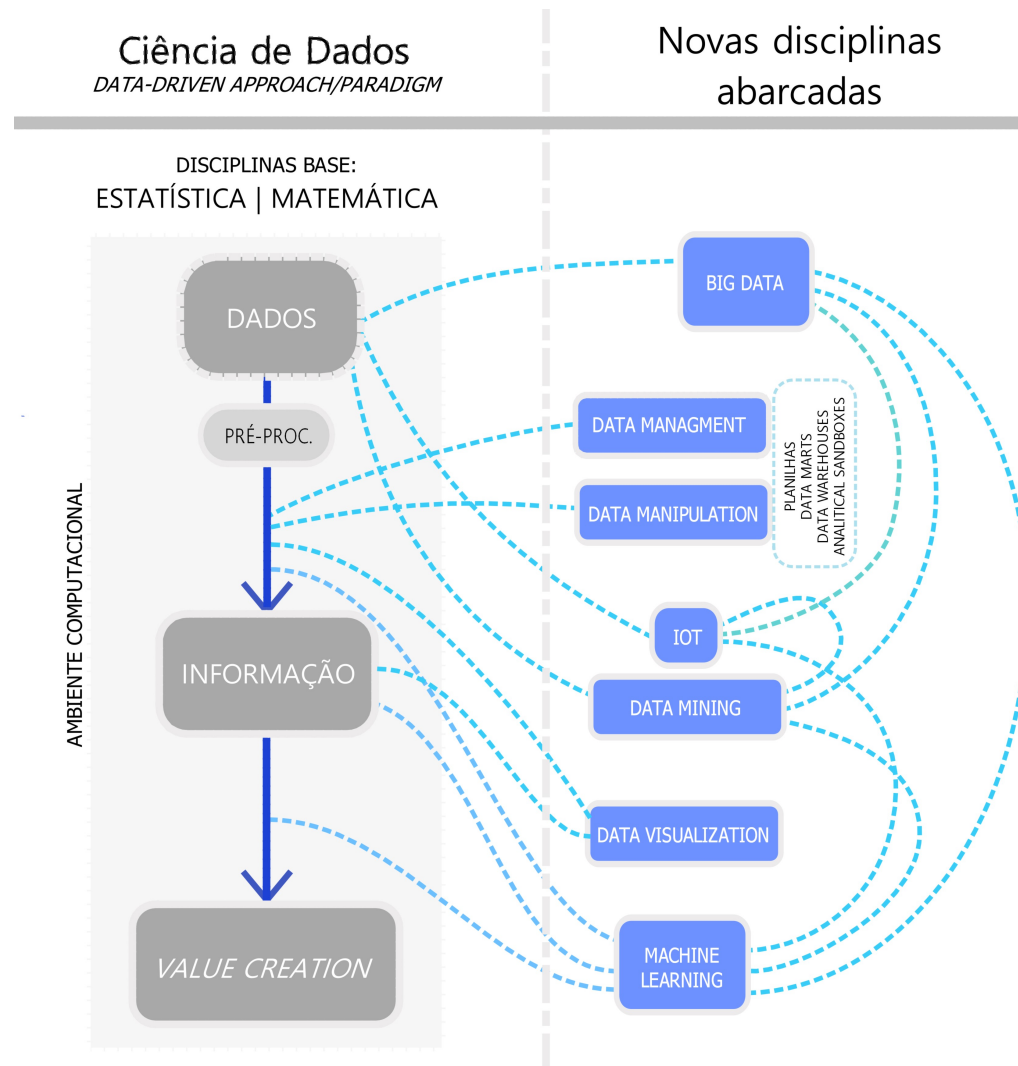 Ciência de Dados
DATA-DRIVEN APPROACH/PARADIGM
Novas disciplinas
abarcadas
DISCIPLINAS BASE:
ESTATÍSTICA | MATEMÁTICA
AMBIENTE COMPUTACIONAL
DADOS
PRÉ-PROC.
INFORMAÇÃO
VALUE CREATION
BIG DATA
DATA MANAGMENT
DATA MANIPULATION
PLANILHAS
DATA MARTS
DATA WAREHOUSES
ANALITICAL SANDBOXES
IOT
DATA MINING
DATA VISUALIZATION
MACHINE
LEARNING